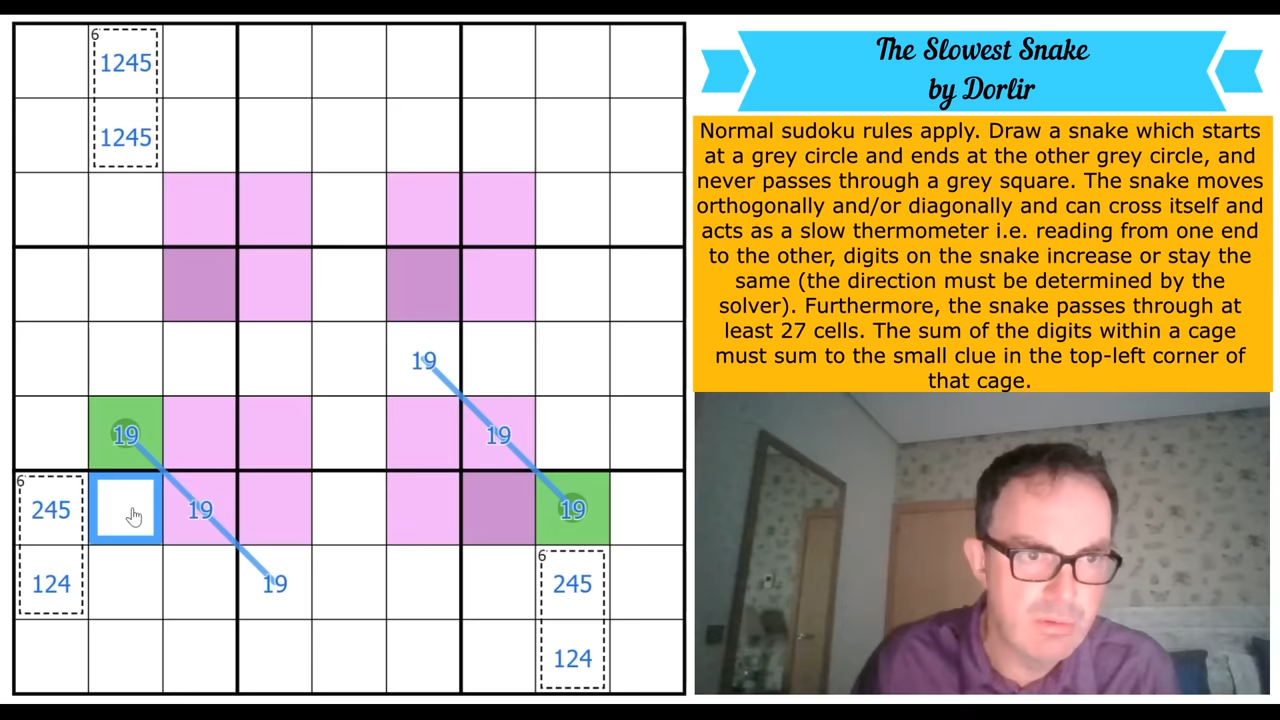 The Slowest Snake
by Dorlir
Normal sudoku rules apply. Draw a snake which starts
at a grey circle and ends at the other grey circle, and
never passes through a grey square. The snake moves
orthogonally and/or diagonally and can cross itself and
acts as a slow thermometer i.e. reading from one end
to the other, digits on the snake increase or stay the
same (the direction must be determined by the
solver). Furthermore, the snake passes through at
least 27 cells. The sum of the digits within a cage
must sum to the small clue in the top-left corner of
that cage.
6
1245
1245
19
19 19
6
245 19 19
124 19
6
245
124